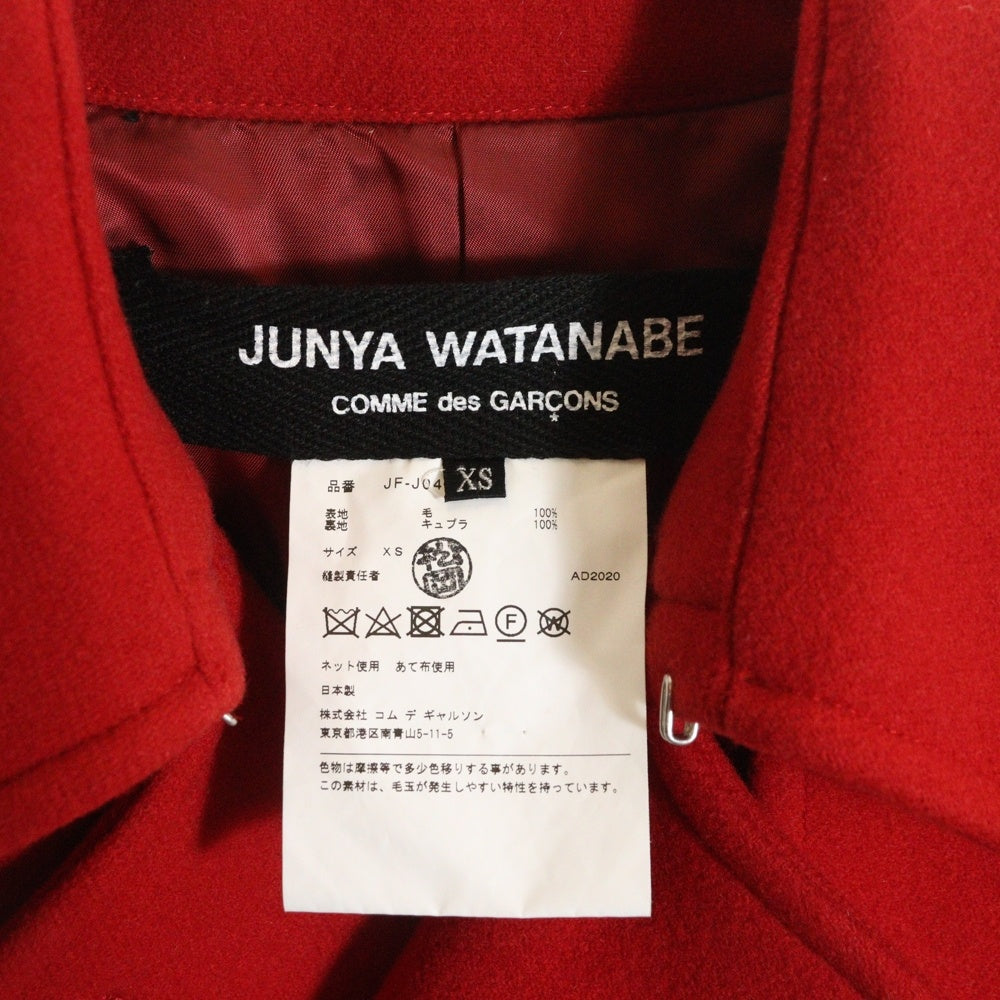 JUNYA WATANABE
COMME des GARÇONS
XS
品番 JF-J04
表地 毛 100%
裏地 キュプラ 100%
サイズ XS
縫製責任者 AD2020
F
W
ネット使用 あて布使用
日本製
株式会社 コム デ ギャルソン
東京都港区南青山5-11-5
色物は摩擦等で多少色移りする事があります。
この素材は、毛玉が発生しやすい特性を持っています。